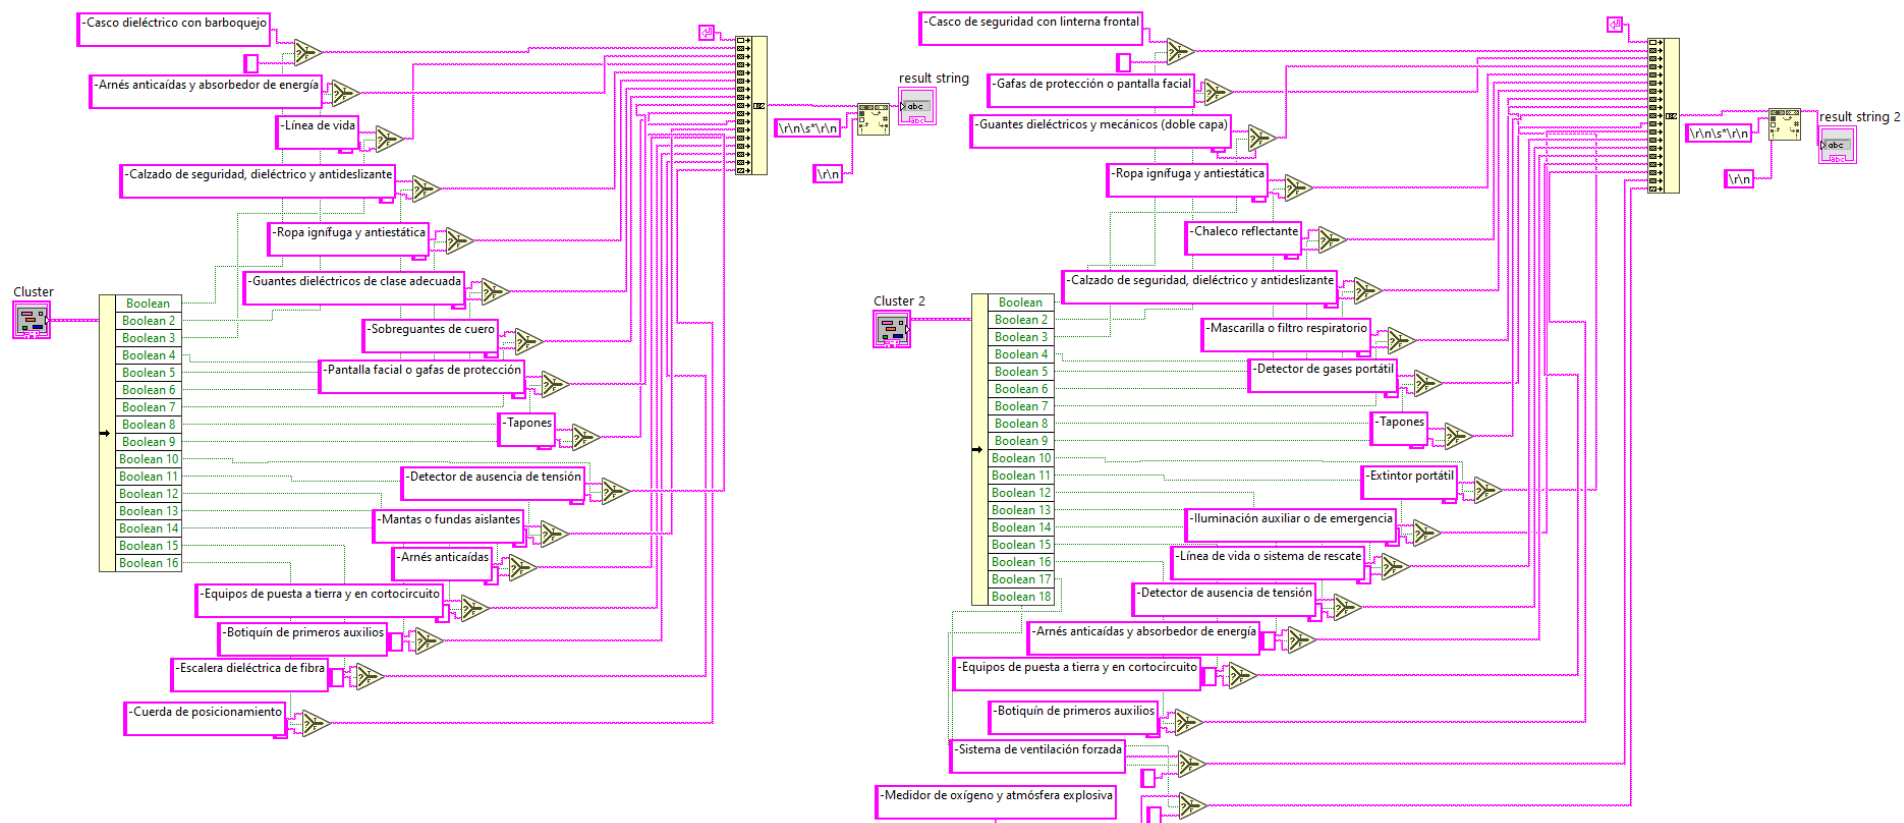 -Casco dieléctrico con barboquejo
-Arnés anticaídas y absorbedor de energía
-Línea de vida
-Calzado de seguridad, dieléctrico y antideslizante
-Ropa ignífuga y antiestática
-Guantes dieléctricos de clase adecuada
-Sobreguantes de cuero
-Pantalla facial o gafas de protección
-Tapones
-Detector de ausencia de tensión
-Mantas o fundas aislantes
-Arnés anticaídas
-Equipos de puesta a tierra y en cortocircuito
-Botiquín de primeros auxilios
-Escalera dieléctrica de fibra
-Cuerda de posicionamiento
Cluster
Boolean
Boolean 2
Boolean 3
Boolean 4
Boolean 5
Boolean 6
Boolean 7
Boolean 8
Boolean 9
Boolean 10
Boolean 11
Boolean 12
Boolean 13
Boolean 14
Boolean 15
Boolean 16
\r\n\s*\r\n
\r\n
result string
abc
-Casco de seguridad con linterna frontal
-Gafas de protección o pantalla facial
-Guantes dieléctricos y mecánicos (doble capa)
-Ropa ignífuga y antiestática
-Chaleco reflectante
-Calzado de seguridad, dieléctrico y antideslizante
-Mascarilla o filtro respiratorio
-Detector de gases portátil
-Tapones
-Extintor portátil
-Iluminación auxiliar o de emergencia
-Línea de vida o sistema de rescate
-Detector de ausencia de tensión
-Arnés anticaídas y absorbedor de energía
-Equipos de puesta a tierra y en cortocircuito
-Botiquín de primeros auxilios
-Sistema de ventilación forzada
-Medidor de oxígeno y atmósfera explosiva
Cluster 2
Boolean
Boolean 2
Boolean 3
Boolean 4
Boolean 5
Boolean 6
Boolean 7
Boolean 8
Boolean 9
Boolean 10
Boolean 11
Boolean 12
Boolean 13
Boolean 14
Boolean 15
Boolean 16
Boolean 17
Boolean 18
\r\n\s*\r\n
\r\n
result string 2
abc